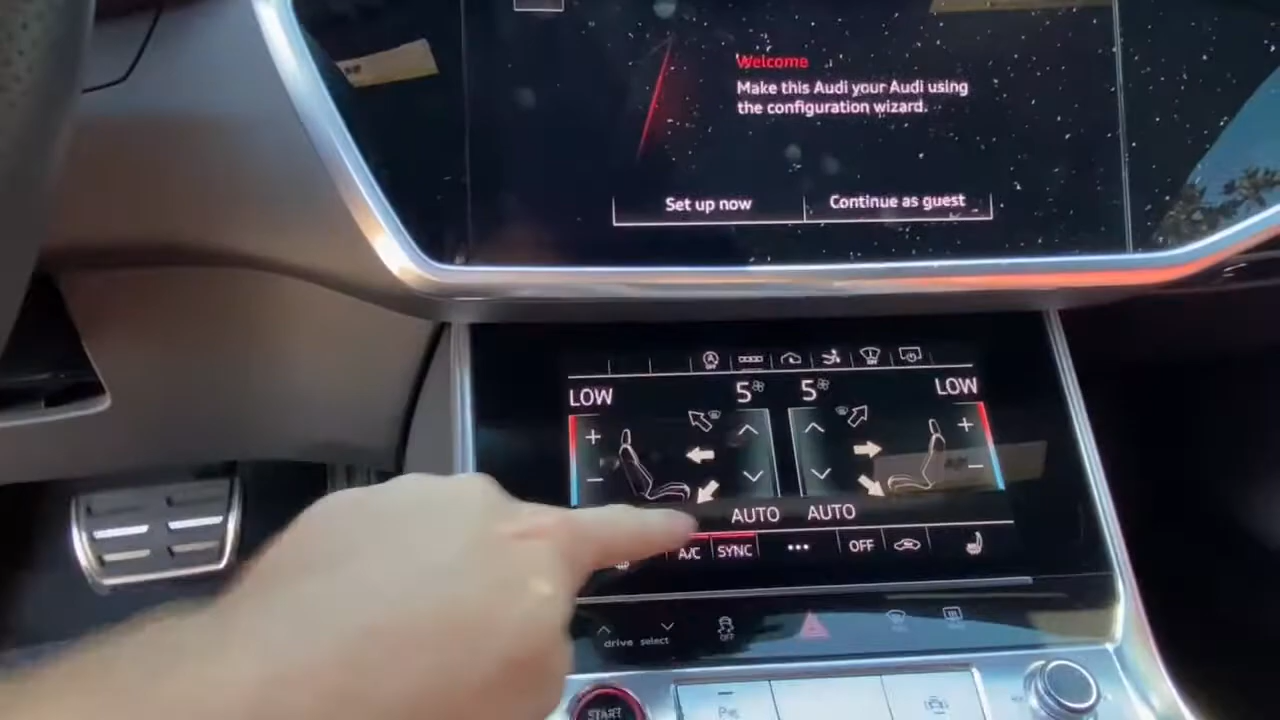 Welcome
Make this Audi your Audi using
the configuration wizard.
Set up now
Continue as guest
LOW
5
5
LOW
AUTO
AUTO
A/C
SYNC
OFF
drive select
OFF
START